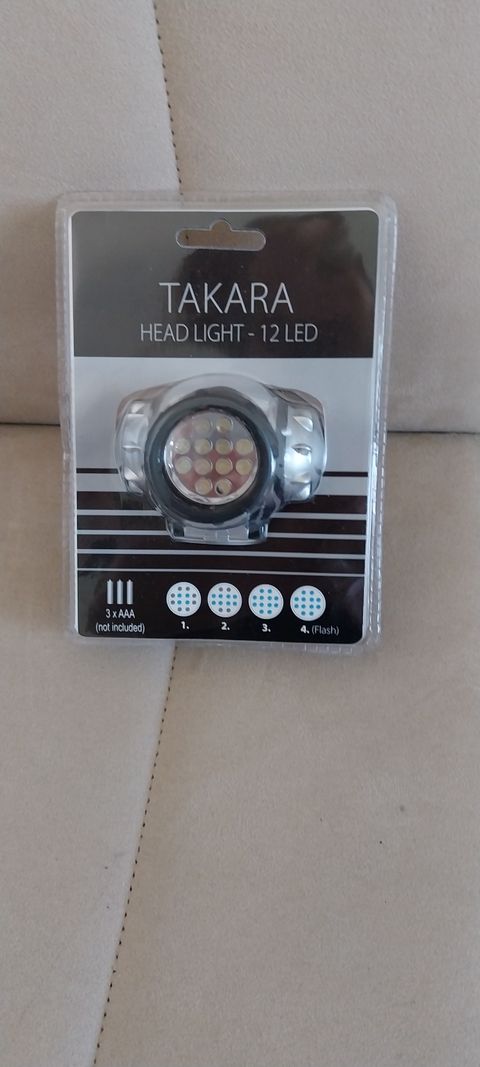 TAKARA
HEAD LIGHT - 12 LED
3 x AAA
(not included)
1.
2.
3.
4. (Flash)